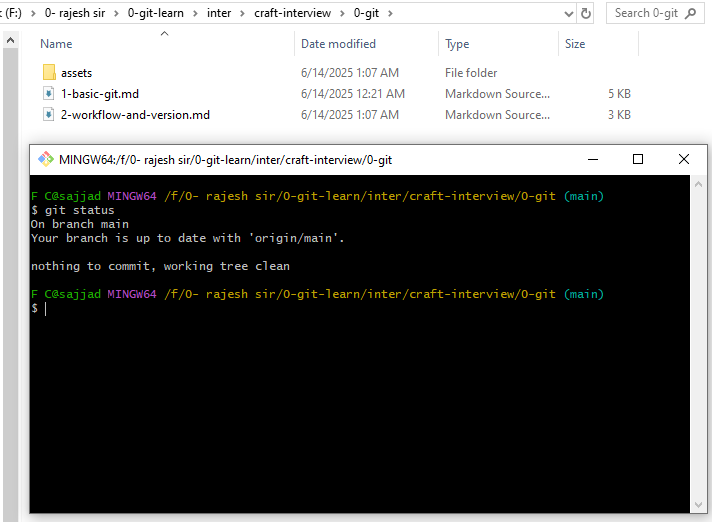 (F:) > 0- rajesh sir > 0-git-learn > inter > craft-interview > 0-git > Search 0-git
Name Date modified Type Size
assets 6/14/2025 1:07 AM File folder
1-basic-git.md 6/14/2025 12:21 AM Markdown Source... 5 KB
2-workflow-and-version.md 6/14/2025 1:07 AM Markdown Source... 3 KB
MINGW64:/f/0- rajesh sir/0-git-learn/inter/craft-interview/0-git
F C@sajjad MINGW64 /f/0- rajesh sir/0-git-learn/inter/craft-interview/0-git (main)
$ git status
On branch main
Your branch is up to date with 'origin/main'.
nothing to commit, working tree clean
F C@sajjad MINGW64 /f/0- rajesh sir/0-git-learn/inter/craft-interview/0-git (main)
$